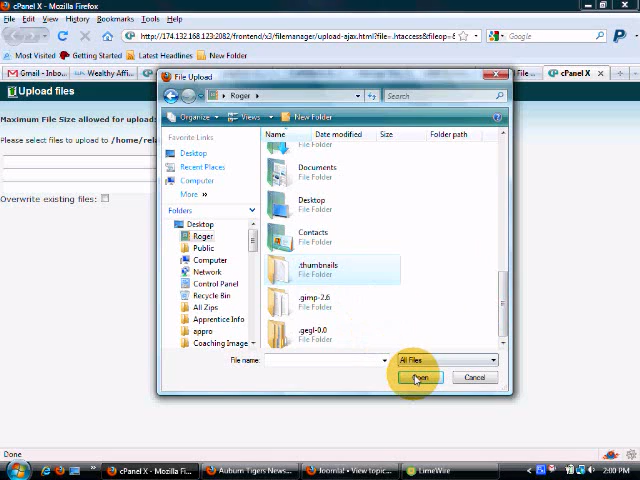 cPanel X - Mozilla Firefox
File Edit View History Bookmarks Tools Help
http://174.132.193.123:2082/frontend/x3/filemanager/upload-ajax.html?file=.htaccess&fileop=&
Google
Most Visited Getting Started Latest Headlines New Folder
Gmail - Inbo... Wealthy Affili... cPanel X
Upload files
Maximum File Size allowed for upload:
Please select files to upload to /home/rela
Overwrite existing files:
File Upload
Roger
Search
Organize Views New Folder
Favorite Links
Desktop
Recent Places
Computer
More »
Folders
Desktop
Roger
Public
Computer
Network
Control Panel
Recycle Bin
All Zips
Apprentice Info
appro
Coaching Image
Name Date modified Size Folder path
File Folder
Documents
File Folder
Desktop
File Folder
Contacts
File Folder
.thumbnails
File Folder
.gimp-2.6
File Folder
.gegl-0.0
File Folder
File name:
All Files
Open
Cancel
Done
cPanel X - Mozilla Fi...
Auburn Tigers News...
Joomla! • View topic...
LimeWire
2:00 PM